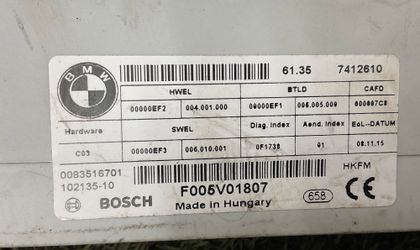 BMW
61.35 7412610
HWEL BTLD CAFD
00000EF2 004.001.000 00000EF1 006.005.009
Hardware SWEL Diag. Index Aend. Index EoL-DATUM
C03 00000EF3 006.010.001 0F1738 01 08.11.15
0083516701 HKFM
102135-10
BOSCH F005V01807 658 CE
Made in Hungary